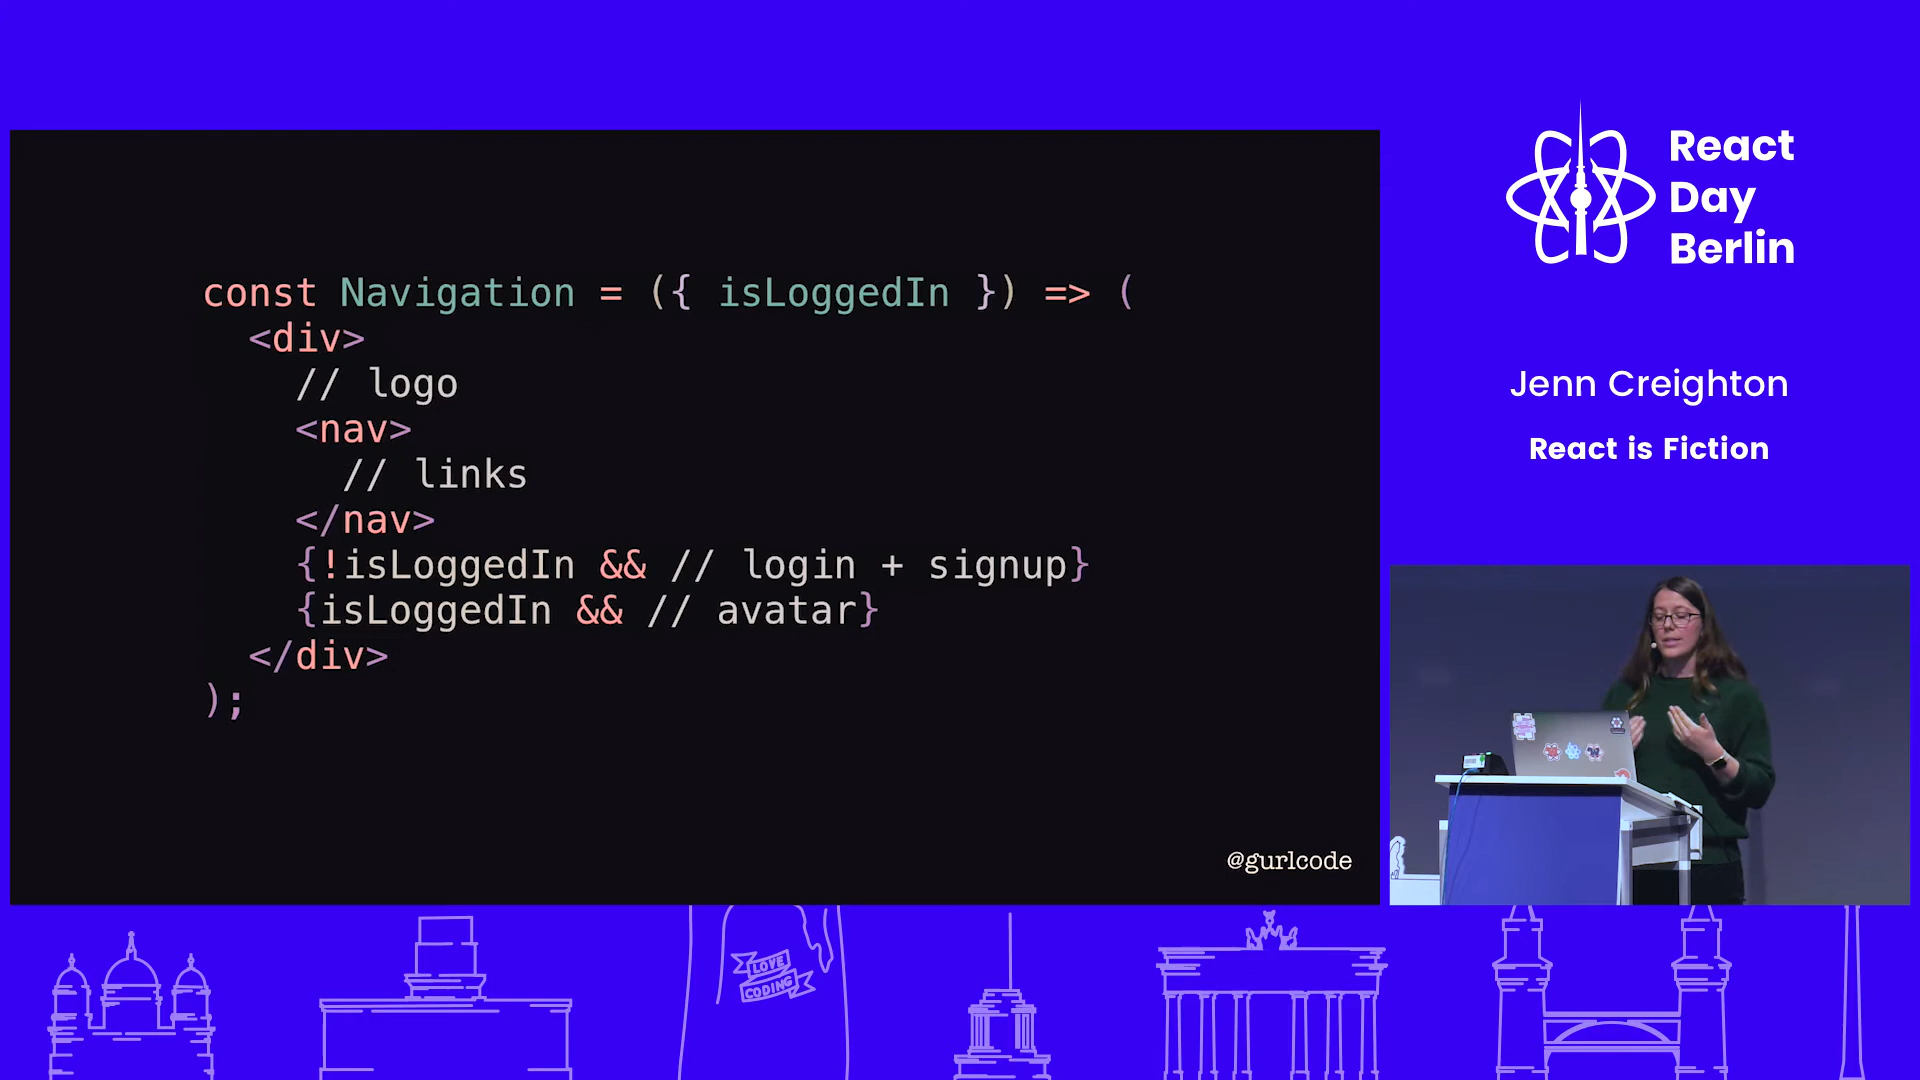 const Navigation = ({ isLoggedIn }) => (
<div>
// logo
<nav>
// links
</nav>
{!isLoggedIn && // login + signup}
{isLoggedIn && // avatar}
</div>
);
@gurlcode
React
Day
Berlin
Jenn Creighton
React is Fiction
LOVE
CODING